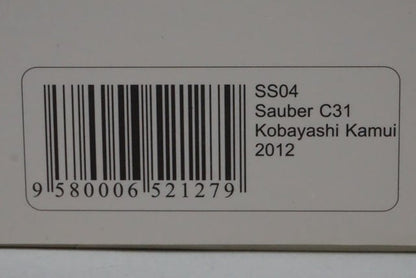 SS04
Sauber C31
Kobayashi Kamui
2012
9 580006 521279